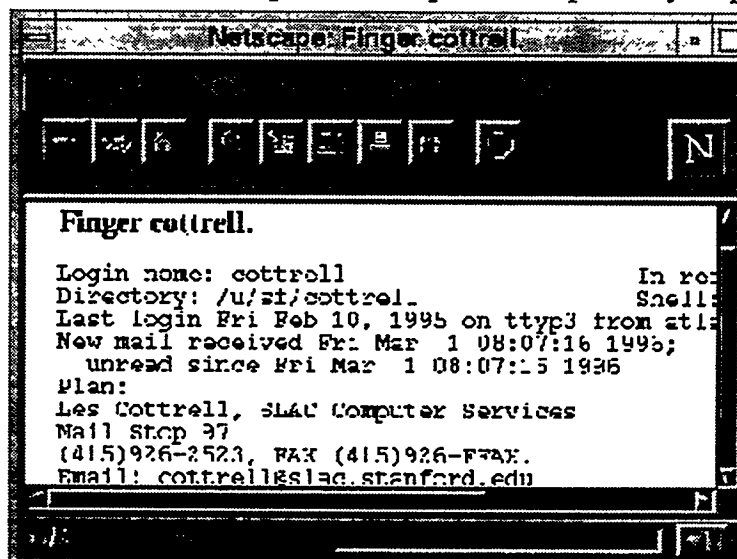 Netscape: Finger cottrell
N
Finger cottrell.
Login name: cottrell In
Directory: /u/sf/cottrell Shell:
Last login Fri Feb 10, 1995 on ttyp3 from
New mail received Fri Mar 1 08:07:16 1996;
unread since Fri Mar 1 08:07:15 1996
Plan:
Les Cottrell, SLAC Computer Services
Mail Stop 97
(415)926-2523, FAX
Email: cottrell@slac.stanford.edu